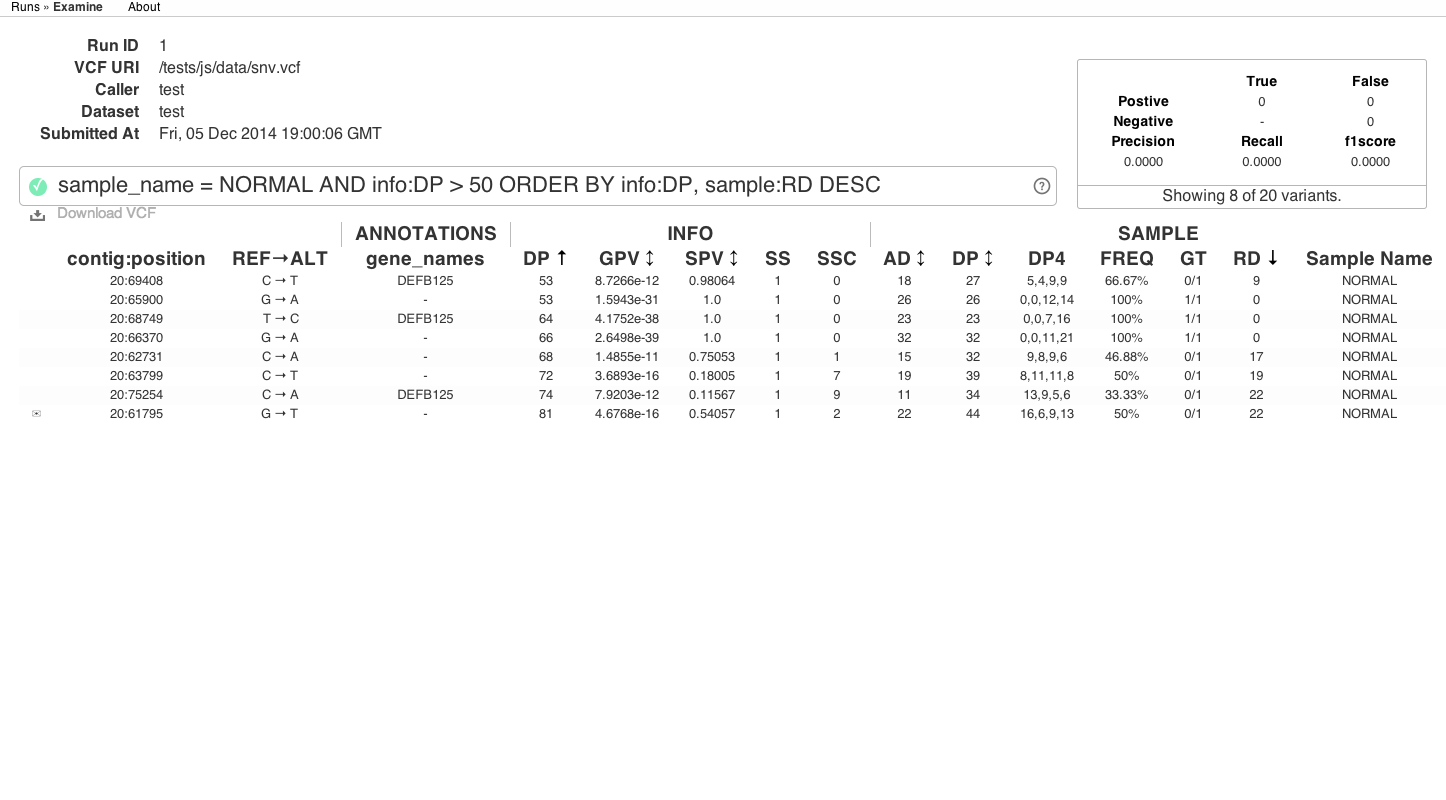 Runs » Examine About
Run ID 1
VCF URI /tests/js/data/snv.vcf
Caller test
Dataset test
Submitted At Fri, 05 Dec 2014 19:00:06 GMT
True False
Postive 0 0
Negative - 0
Precision Recall f1score
0.0000 0.0000 0.0000
Showing 8 of 20 variants.
sample_name = NORMAL AND info:DP > 50 ORDER BY info:DP, sample:RD DESC ?
Download VCF
ANNOTATIONS INFO SAMPLE
contig:position REF→ALT gene_names DP ↑ GPV ↕ SPV ↕ SS SSC AD ↕ DP ↕ DP4 FREQ GT RD ↓ Sample Name
20:69408 C → T DEFB125 53 8.7266e-12 0.98064 1 0 18 27 5,4,9,9 66.67% 0/1 9 NORMAL
20:65900 G → A - 53 1.5943e-31 1.0 1 0 26 26 0,0,12,14 100% 1/1 0 NORMAL
20:68749 T → C DEFB125 64 4.1752e-38 1.0 1 0 23 23 0,0,7,16 100% 1/1 0 NORMAL
20:66370 G → A - 66 2.6498e-39 1.0 1 0 32 32 0,0,11,21 100% 1/1 0 NORMAL
20:62731 C → A - 68 1.4855e-11 0.75053 1 1 15 32 9,8,9,6 46.88% 0/1 17 NORMAL
20:63799 C → T - 72 3.6893e-16 0.18005 1 7 19 39 8,11,11,8 50% 0/1 19 NORMAL
20:75254 C → A DEFB125 74 7.9203e-12 0.11567 1 9 11 34 13,9,5,6 33.33% 0/1 22 NORMAL
20:61795 G → T - 81 4.6768e-16 0.54057 1 2 22 44 16,6,9,13 50% 0/1 22 NORMAL